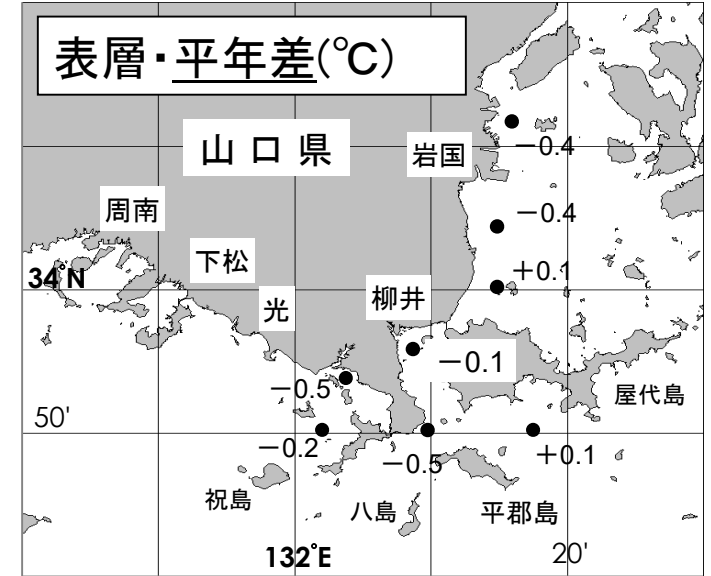 表層・平年差(℃)
山口県
岩国
－0.4
周南
－0.4
下松
34°N
＋0.1
光
柳井
－0.1
－0.5
屋代島
50'
－0.2
－0.5
＋0.1
祝島
八島
平郡島
132°E
20'